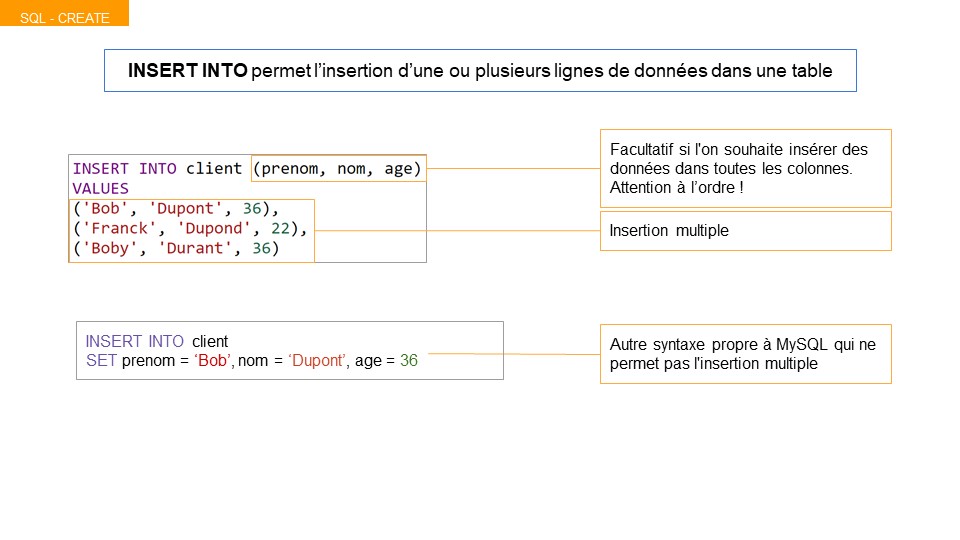 SQL - CREATE
INSERT INTO permet l’insertion d’une ou plusieurs lignes de données dans une table
INSERT INTO client (prenom, nom, age)
VALUES
('Bob', 'Dupont', 36),
('Franck', 'Dupond', 22),
('Boby', 'Durant', 36)
Facultatif si l'on souhaite insérer des
données dans toutes les colonnes.
Attention à l’ordre !
Insertion multiple
INSERT INTO client
SET prenom = ‘Bob’, nom = ‘Dupont’, age = 36
Autre syntaxe propre à MySQL qui ne
permet pas l'insertion multiple